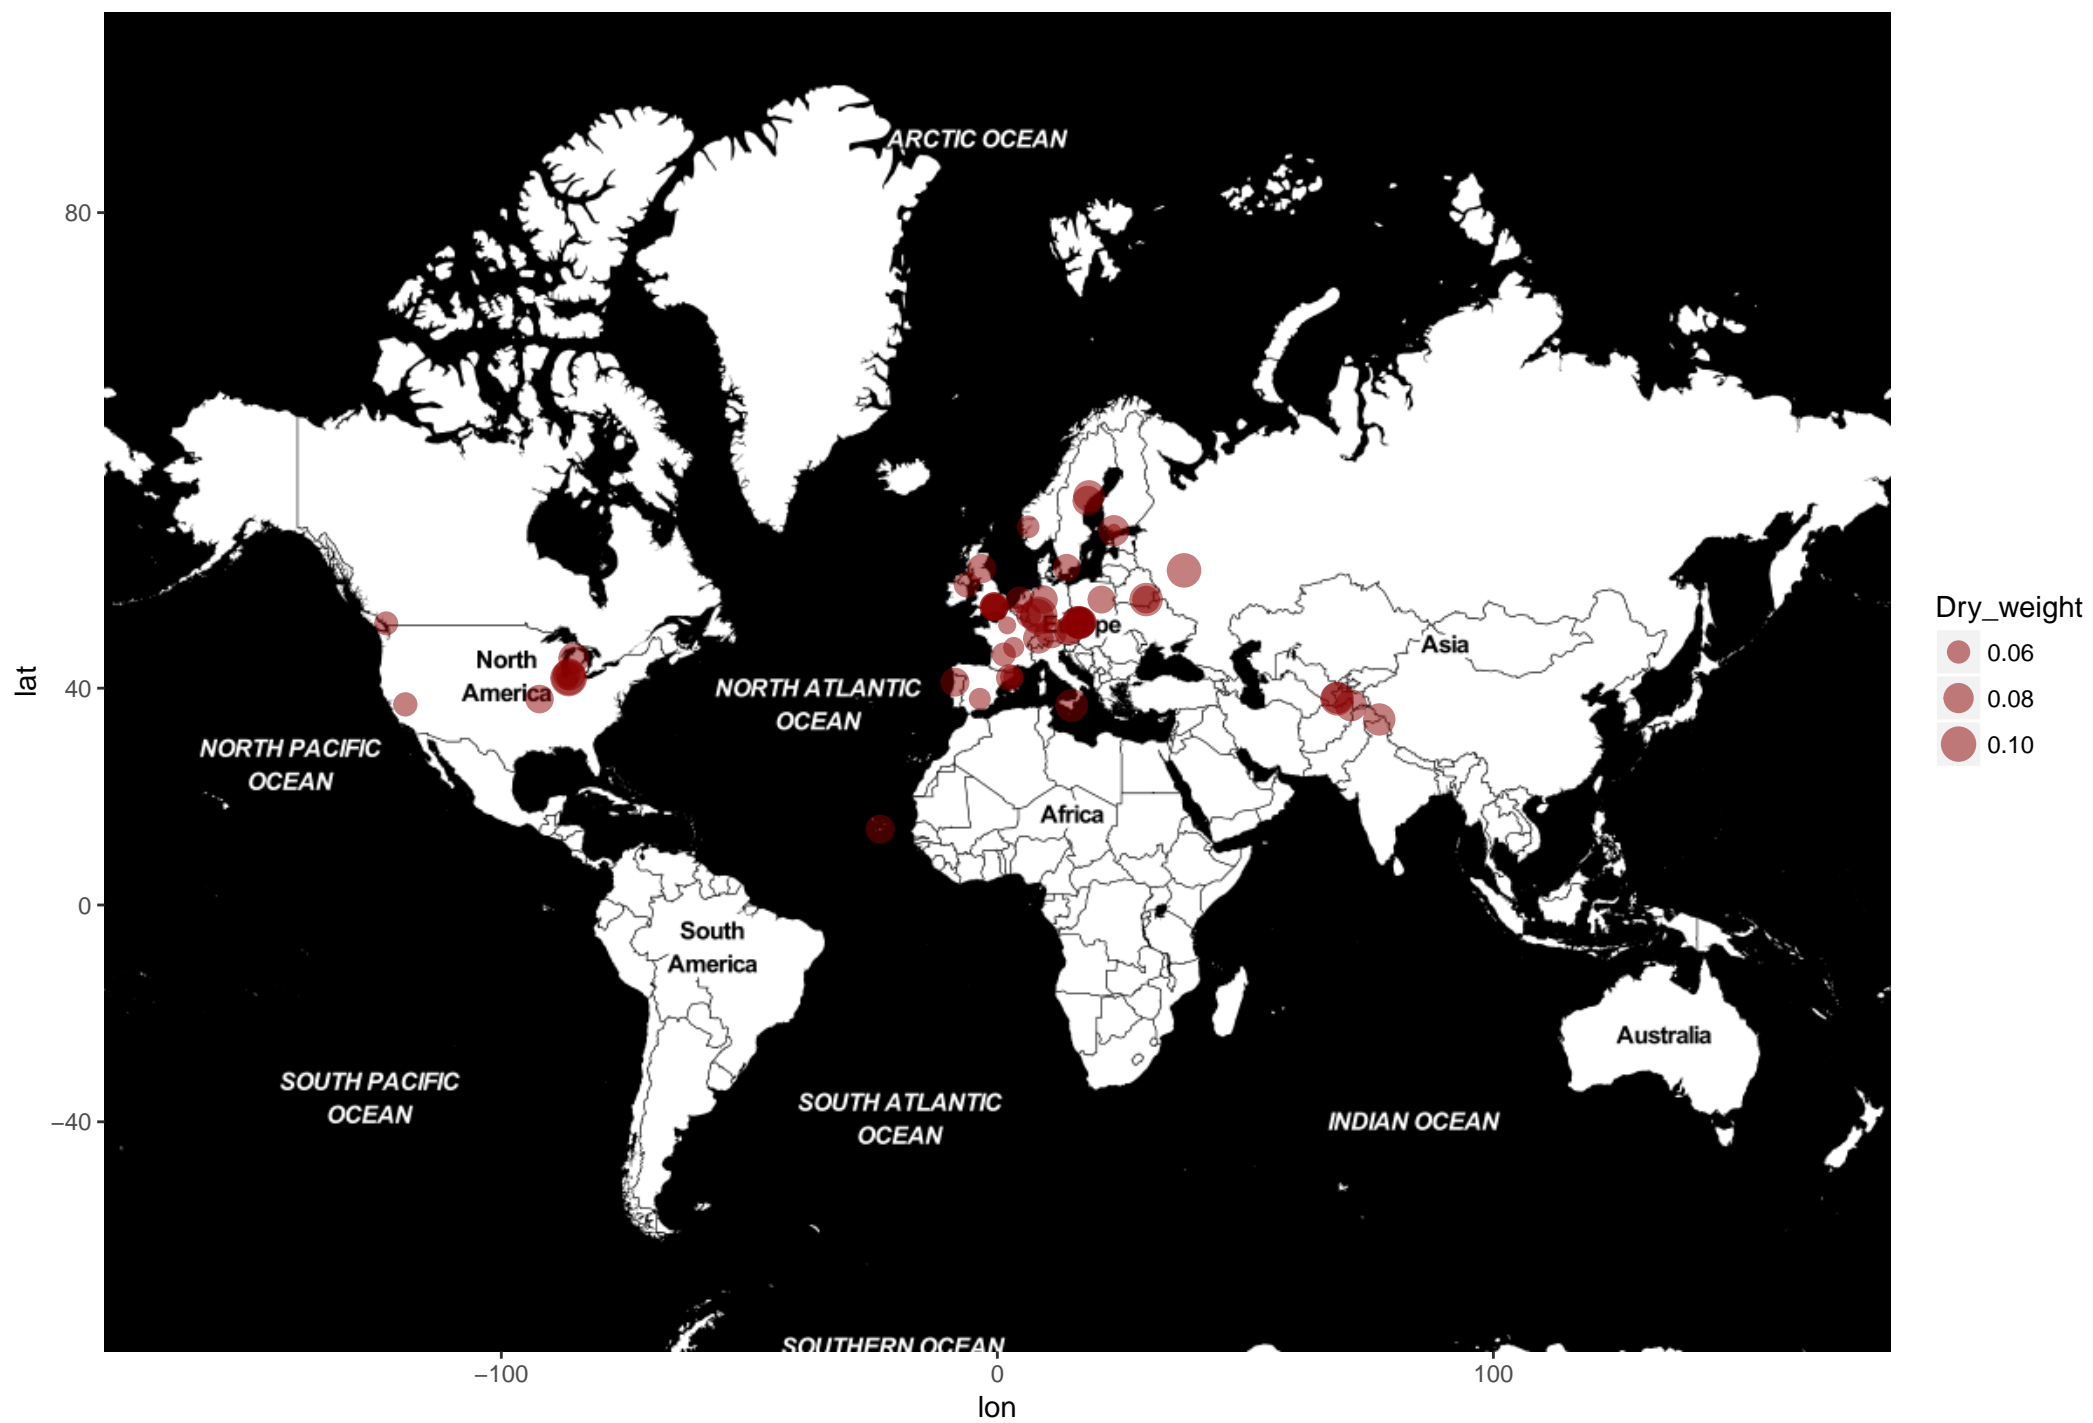 ARCTIC OCEAN
80
North
America
Europe
Asia
40
NORTH ATLANTIC
OCEAN
NORTH PACIFIC
OCEAN
Africa
0
South
America
Australia
SOUTH PACIFIC
OCEAN
SOUTH ATLANTIC
OCEAN
INDIAN OCEAN
−40
SOUTHERN OCEAN
−100
0
100
lon
lat
Dry_weight
0.06
0.08
0.10